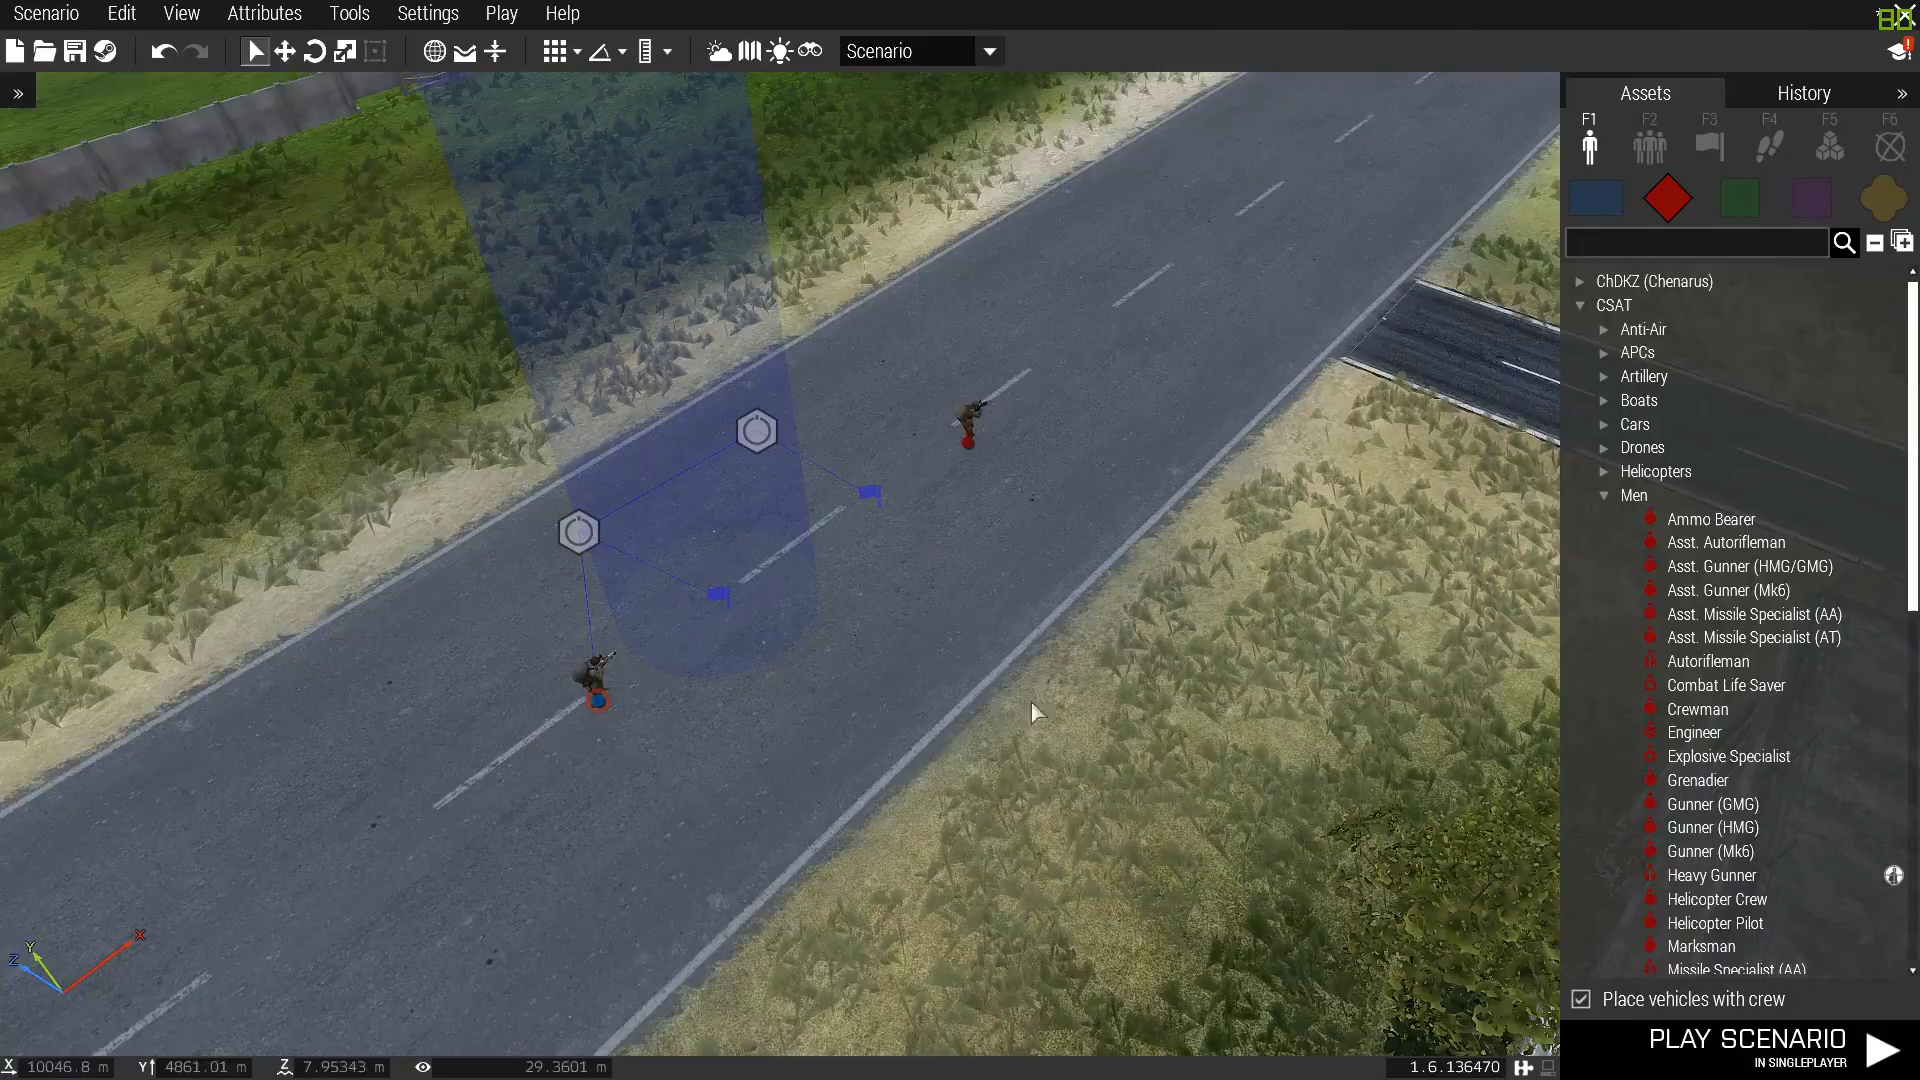 Scenario Edit View Attributes Tools Settings Play Help
80
Scenario
Assets History
F1 F2 F3 F4 F5 F6
ChDKZ (Chenarus)
CSAT
Anti-Air
APCs
Artillery
Boats
Cars
Drones
Helicopters
Men
Ammo Bearer
Asst. Autorifleman
Asst. Gunner (HMG/GMG)
Asst. Gunner (Mk6)
Asst. Missile Specialist (AA)
Asst. Missile Specialist (AT)
Autorifleman
Combat Life Saver
Crewman
Engineer
Explosive Specialist
Grenadier
Gunner (GMG)
Gunner (HMG)
Gunner (Mk6)
Heavy Gunner
Helicopter Crew
Helicopter Pilot
Marksman
Missile Specialist (AA)
Place vehicles with crew
PLAY SCENARIO
IN SINGLEPLAYER
X
Y
Z
X 10046.8 m Y 4861.01 m Z 7.95343 m 29.3601 m 1.6.136470